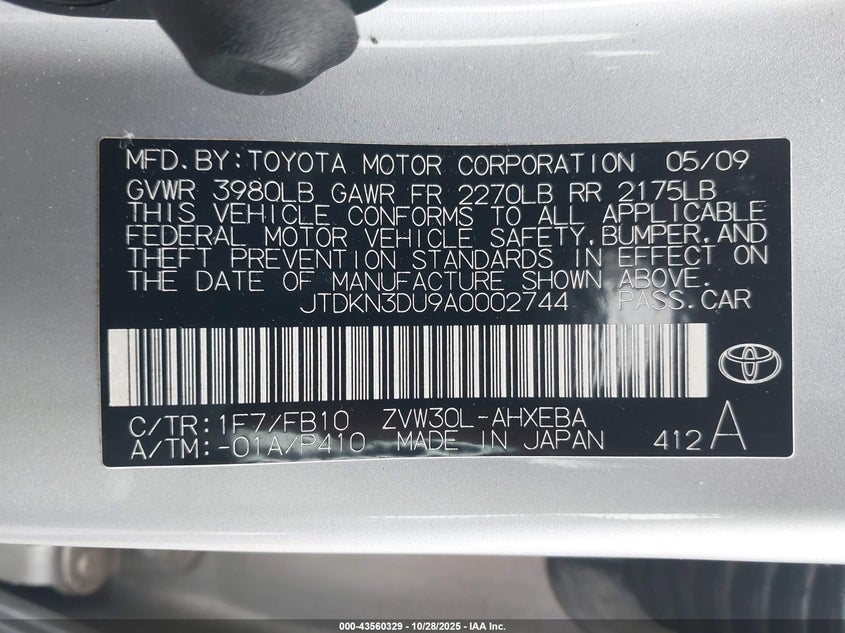 MFD.BY:TOYOTA MOTOR CORPORATION 05/09
GVWR 3980LB GAWR FR 2270LB RR 2175LB
THIS VEHICLE CONFORMS TO ALL APPLICABLE
FEDERAL MOTOR VEHICLE SAFETY,BUMPER,AND
THEFT PREVENTION STANDARDS IN EFFECT ON
THE DATE OF MANUFACTURE SHOWN ABOVE.
JTDKN3DU9A0002744 PASS.CAR
C/TR:1F7/FB10 ZVW30L-AHXEBA
A/TM:-01A/P410 MADE IN JAPAN 412 A
000-43560329 | 10/28/2025 | IAA Inc.